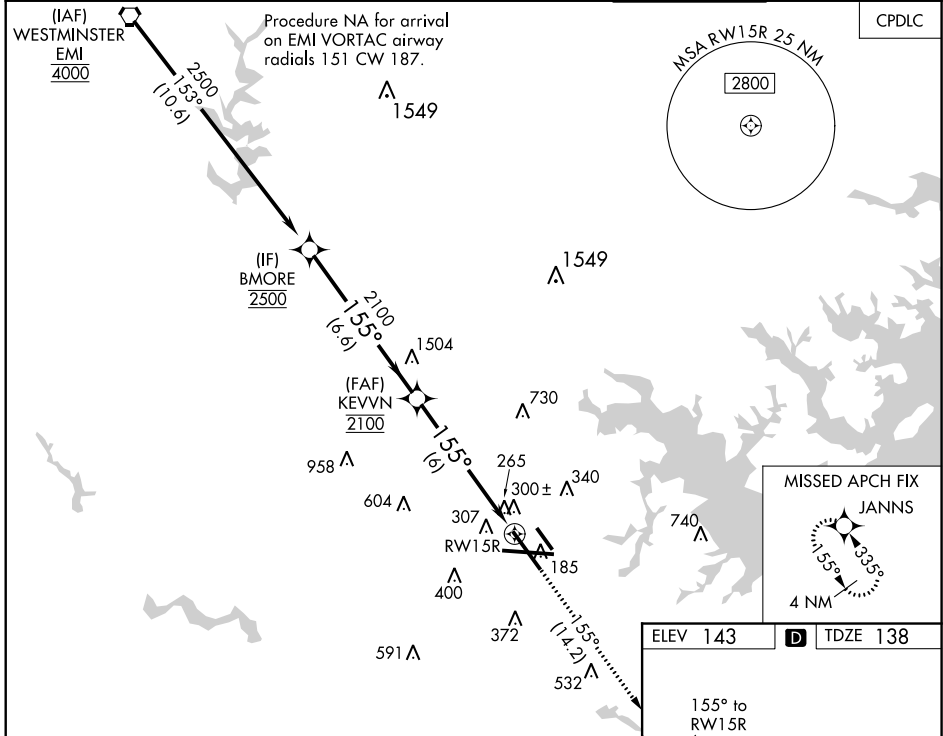 (IAF)
WESTMINSTER
EMI
4000
Procedure NA for arrival
on EMI VORTAC airway
radials 151 CW 187.
CPDLC
MSA RW15R 25 NM
2800
2500
153°
(10.6)
1549
(IF)
BMORE
2500
1549
2100
155°
(6.6)
1504
(FAF)
KEVVN
2100
730
155°
(6)
958
265
300 ±
340
604
307
RW15R
740
185
400
372
591
155°
(14.2)
532
MISSED APCH FIX
JANNS
155°
335°
4 NM
ELEV 143
D
TDZE 138
155° to
RW15R